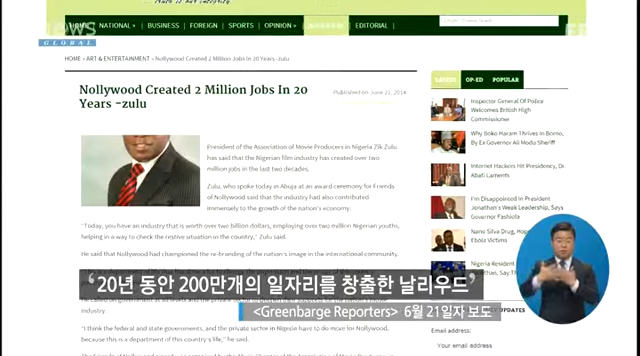 HOME
NATIONAL
BUSINESS
FOREIGN
SPORTS
OPINION
EDITORIAL
GLOBAL
HOME » ART & ENTERTAINMENT » Nollywood Created 2 Million Jobs In 20 Years -zulu
Nollywood Created 2 Million Jobs In 20
Years -zulu
Published on June 21, 2014
President of the Association of Movie Producers in Nigeria Zik Zulu
has said that the Nigerian film industry has created over two
million jobs in the last two decades.
Zulu, who spoke today in Abuja at an award ceremony for Friends
of Nollywood said that the industry had also contributed
immensely to the growth of the nation's economy.
"Today, you have an industry that is worth over two billion dollars, employing over two million Nigerian youths,
helping in a way to check the restive situation in the country," Zulu said.
He said that Nollywood had championed the re-branding of the nation's image in the international community.
industry.
"I think the federal and state governments, and the private sector in Nigeria have to do more for Nollywood,
because this is a department of this country's life," he said.
LATEST
OP-ED
POPULAR
Inspector General Of Police
Welcomes British High
Commissioner
Why Boko Haram Thrives in Borno,
By Ex Governor Ali Modu Sheriff
Internet Hackers Hit Presidency, Dr.
Abati Laments
I'm Disappointed In President
Jonathan's Weak Leadership, Says
Governor Fashola
Nano Silva Drug, Hope
Ebola Victims
Nigeria Resident
‘20년 동안 200만개의 일자리를 창출한 날리우드’
<Greenbarge Reporters> 6월 21일자 보도
UPDATES
Email address:
Your email address